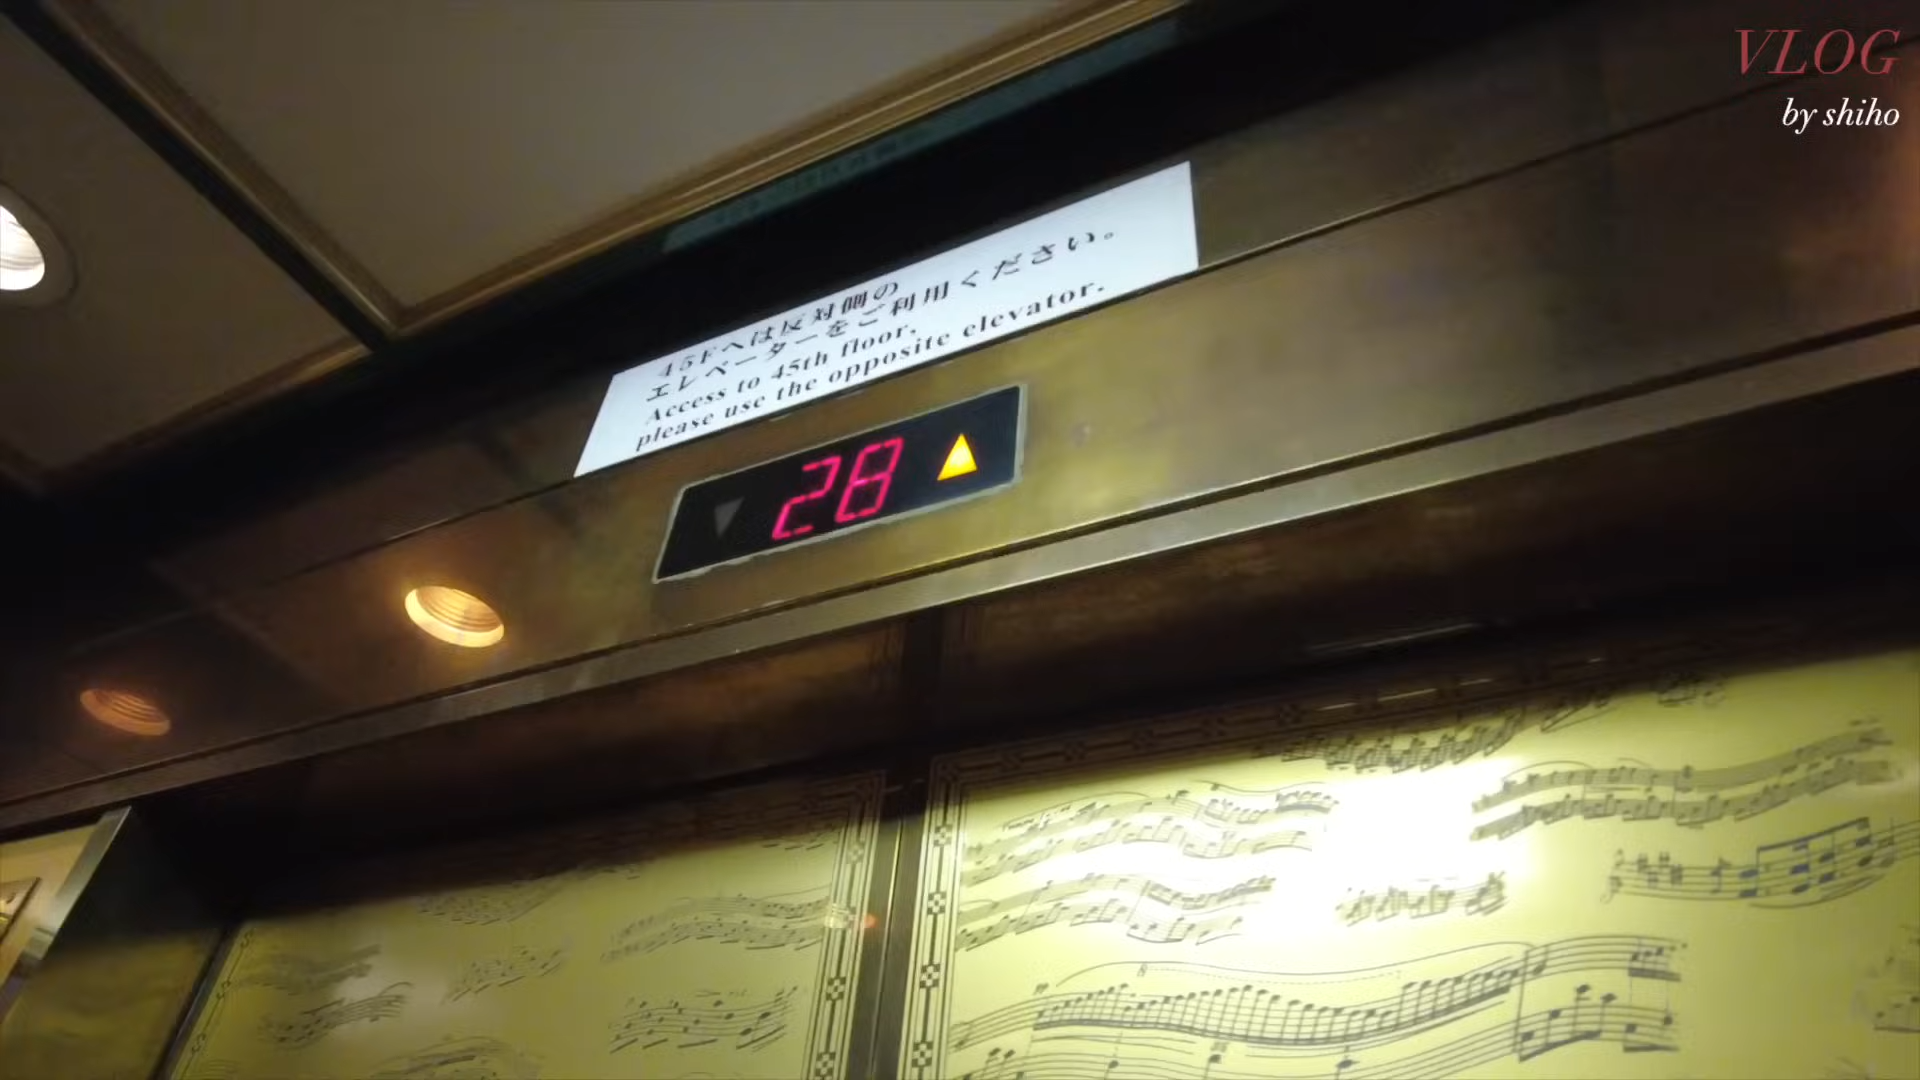 VLOG
by shiho
45Fへは反対側の
エレベーターをご利用ください。
Access to 45th floor,
please use the opposite elevator.
28